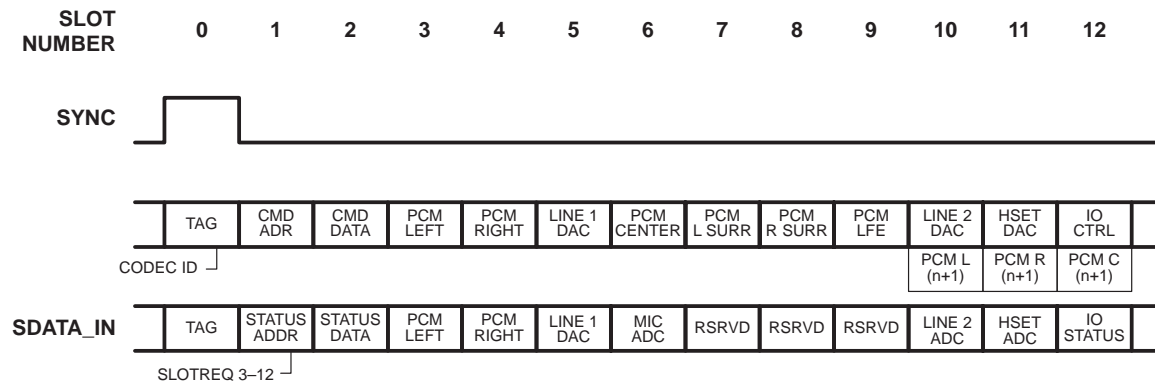 SLOT NUMBER 0 1 2 3 4 5 6 7 8 9 10 11 12
SYNC
TAG CMD ADR CMD DATA PCM LEFT PCM RIGHT LINE 1 DAC PCM CENTER PCM L SURR PCM R SURR PCM LFE LINE 2 DAC HSET DAC IO CTRL
CODEC ID
PCM L (n+1) PCM R (n+1) PCM C (n+1)
SDATA_IN TAG STATUS ADDR STATUS DATA PCM LEFT PCM RIGHT LINE 1 DAC MIC ADC RSRVD RSRVD RSRVD LINE 2 ADC HSET ADC IO STATUS
SLOTREQ 3–12